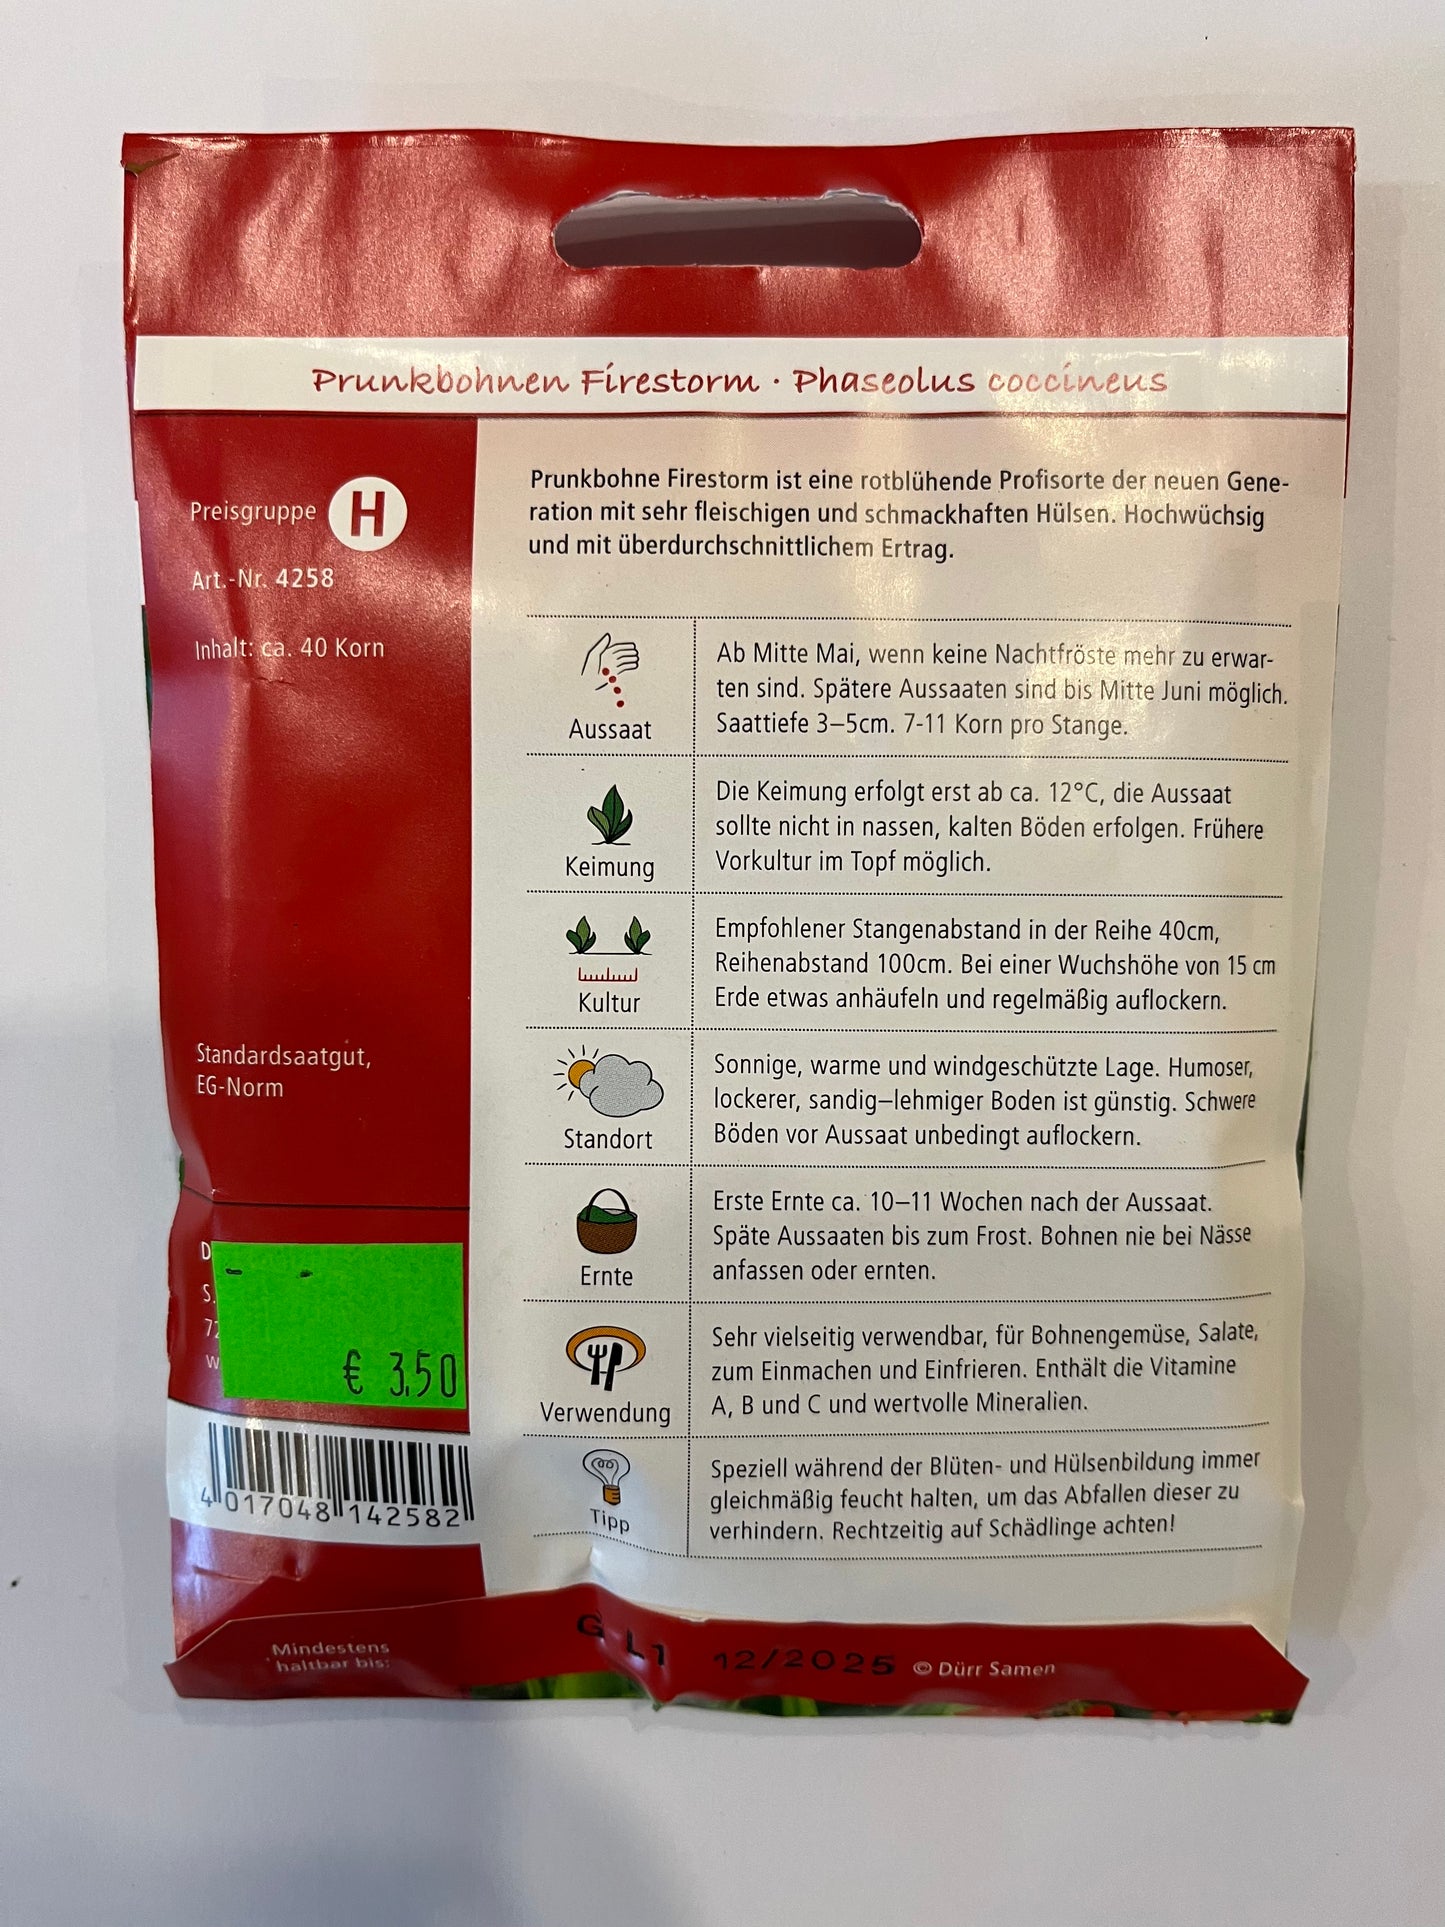 Prunkbohnen Firestorm · Phaseolus coccineus
Preisgruppe H
Art.-Nr. 4258
Inhalt: ca. 40 Korn
Standardsaatgut,
EG-Norm
D
S.
72
w
€ 3,50
4 017048 142582
Prunkbohne Firestorm ist eine rotblühende Profisorte der neuen Gene-
ration mit sehr fleischigen und schmackhaften Hülsen. Hochwüchsig
und mit überdurchschnittlichem Ertrag.
Aussaat
Ab Mitte Mai, wenn keine Nachtfröste mehr zu erwar-
ten sind. Spätere Aussaaten sind bis Mitte Juni möglich.
Saattiefe 3–5cm. 7-11 Korn pro Stange.
Keimung
Die Keimung erfolgt erst ab ca. 12°C, die Aussaat
sollte nicht in nassen, kalten Böden erfolgen. Frühere
Vorkultur im Topf möglich.
Kultur
Empfohlener Stangenabstand in der Reihe 40cm,
Reihenabstand 100cm. Bei einer Wuchshöhe von 15 cm
Erde etwas anhäufeln und regelmäßig auflockern.
Standort
Sonnige, warme und windgeschützte Lage. Humoser,
lockerer, sandig–lehmiger Boden ist günstig. Schwere
Böden vor Aussaat unbedingt auflockern.
Ernte
Erste Ernte ca. 10–11 Wochen nach der Aussaat.
Späte Aussaaten bis zum Frost. Bohnen nie bei Nässe
anfassen oder ernten.
Verwendung
Sehr vielseitig verwendbar, für Bohnengemüse, Salate,
zum Einmachen und Einfrieren. Enthält die Vitamine
A, B und C und wertvolle Mineralien.
Tipp
Speziell während der Blüten- und Hülsenbildung immer
gleichmäßig feucht halten, um das Abfallen dieser zu
verhindern. Rechtzeitig auf Schädlinge achten!
Mindestens
haltbar bis:
G L1 12/2025 © Dürr Samen